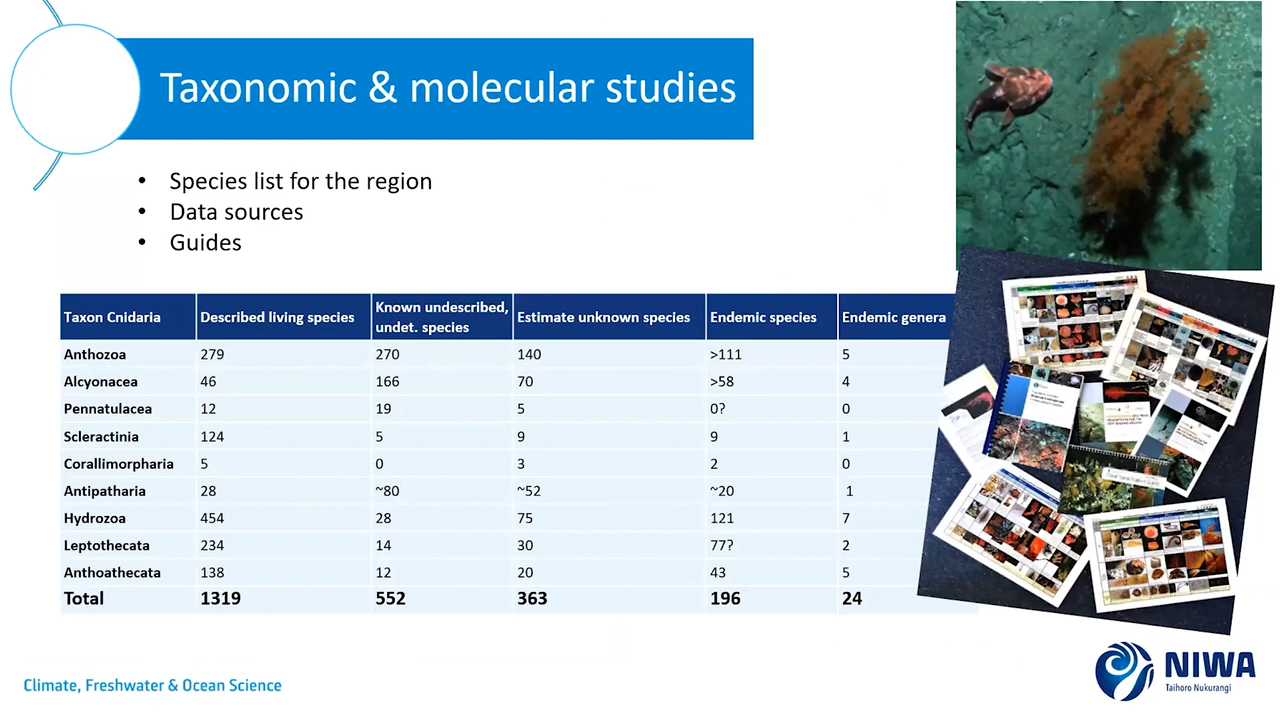 Taxonomic & molecular studies
• Species list for the region
• Data sources
• Guides
Taxon Cnidaria Described living species Known undescribed, undet. species Estimate unknown species Endemic species Endemic genera
Anthozoa 279 270 140 >111 5
Alcyonacea 46 166 70 >58 4
Pennatulacea 12 19 5 0? 0
Scleractinia 124 5 9 9 1
Corallimorpharia 5 0 3 2 0
Antipatharia 28 ~80 ~52 ~20 1
Hydrozoa 454 28 75 121 7
Leptothecata 234 14 30 77? 2
Anthoathecata 138 12 20 43 5
Total 1319 552 363 196 24
Climate, Freshwater & Ocean Science
NIWA
Taihoro Nukurangi